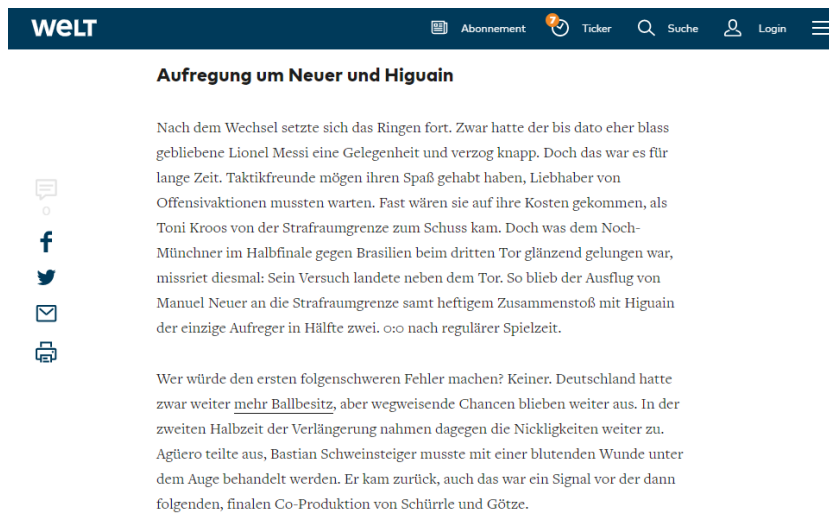 WELT
Abonnement
7
Ticker
Suche
Login
Aufregung um Neuer und Higuain
Nach dem Wechsel setzte sich das Ringen fort. Zwar hatte der bis dato eher blass
gebliebene Lionel Messi eine Gelegenheit und verzog knapp. Doch das war es für
lange Zeit. Taktikfreunde mögen ihren Spaß gehabt haben, Liebhaber von
Offensivaktionen mussten warten. Fast wären sie auf ihre Kosten gekommen, als
Toni Kroos von der Strafraumgrenze zum Schuss kam. Doch was dem Noch-
Münchner im Halbfinale gegen Brasilien beim dritten Tor glänzend gelungen war,
missriet diesmal: Sein Versuch landete neben dem Tor. So blieb der Ausflug von
Manuel Neuer an die Strafraumgrenze samt heftigem Zusammenstoß mit Higuain
der einzige Aufreger in Hälfte zwei. 0:0 nach regulärer Spielzeit.
Wer würde den ersten folgenschweren Fehler machen? Keiner. Deutschland hatte
zwar weiter mehr Ballbesitz, aber wegweisende Chancen blieben weiter aus. In der
zweiten Halbzeit der Verlängerung nahmen dagegen die Nickligkeiten weiter zu.
Agüero teilte aus, Bastian Schweinsteiger musste mit einer blutenden Wunde unter
dem Auge behandelt werden. Er kam zurück, auch das war ein Signal vor der dann
folgenden, finalen Co-Produktion von Schürrle und Götze.
0